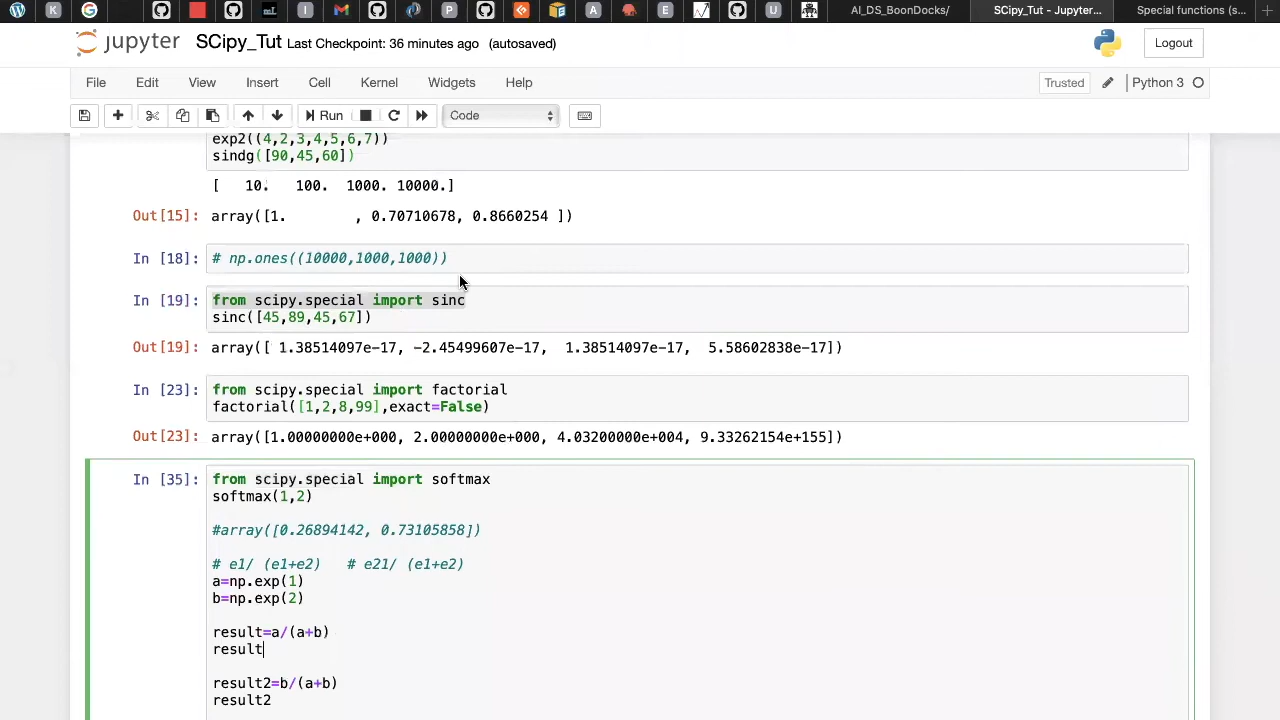 AI_DS_BoonDocks/
SCipy_Tut - Jupyter...
Special functions (s...
jupyter SCipy_Tut Last Checkpoint: 36 minutes ago (autosaved)
Logout
File Edit View Insert Cell Kernel Widgets Help
Trusted Python 3
Run Code
exp2((4,2,3,4,5,6,7))
sindg([90,45,60])
[ 10. 100. 1000. 10000.]
Out[15]: array([1. , 0.70710678, 0.8660254 ])
In [18]: # np.ones((10000,1000,1000))
In [19]: from scipy.special import sinc
sinc([45,89,45,67])
Out[19]: array([ 1.38514097e-17, -2.45499607e-17, 1.38514097e-17, 5.58602838e-17])
In [23]: from scipy.special import factorial
factorial([1,2,8,99],exact=False)
Out[23]: array([1.00000000e+000, 2.00000000e+000, 4.03200000e+004, 9.33262154e+155])
In [35]: from scipy.special import softmax
softmax(1,2)
#array([0.26894142, 0.73105858])
# e1/ (e1+e2) # e21/ (e1+e2)
a=np.exp(1)
b=np.exp(2)
result=a/(a+b)
result
result2=b/(a+b)
result2